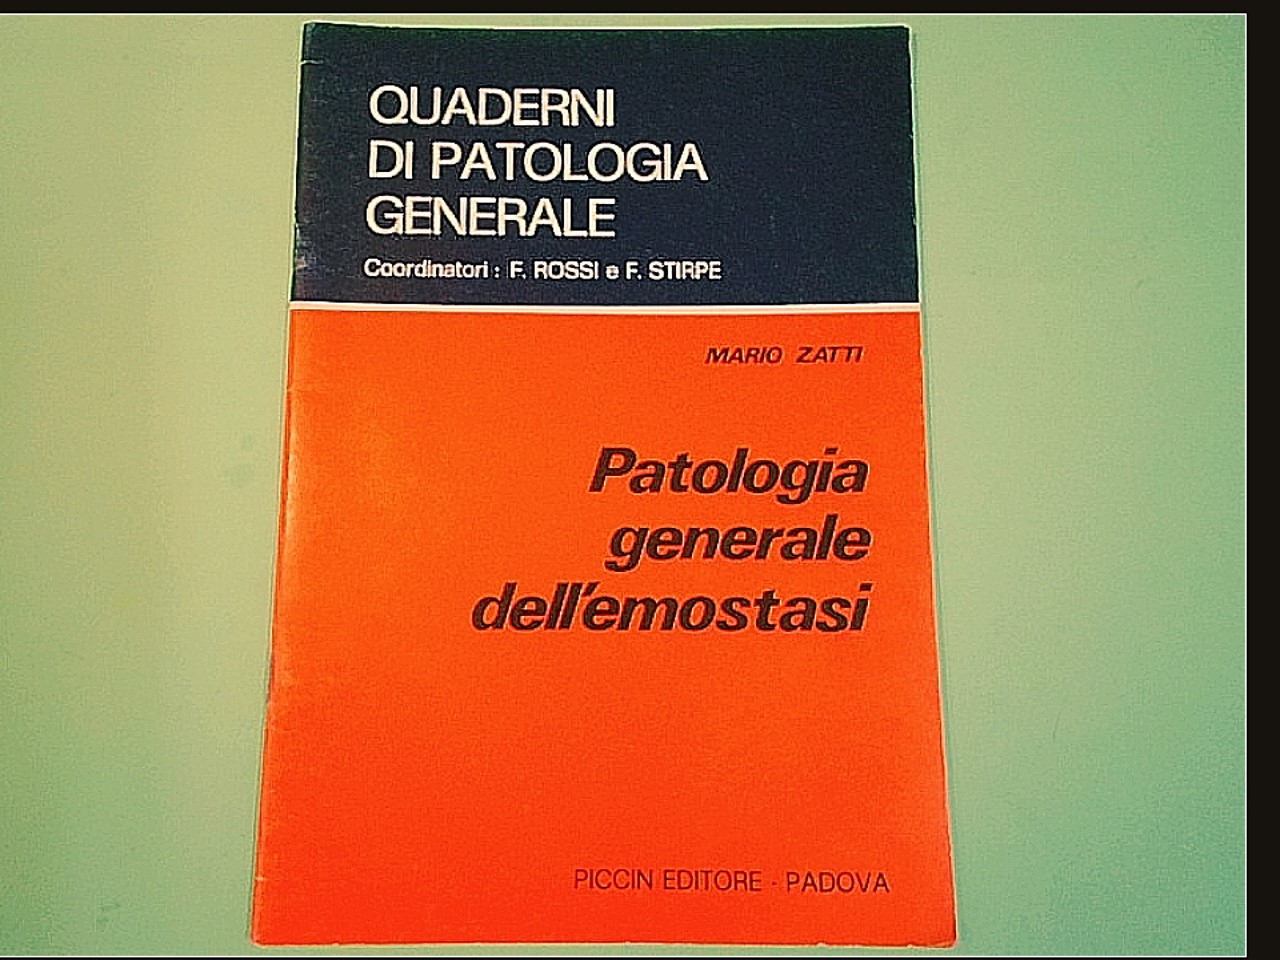 QUADERNI
DI PATOLOGIA
GENERALE
Coordinatori : F. ROSSI e F. STIRPE
MARIO ZATTI
Patologia
generale
dell'emostasi
PICCIN EDITORE - PADOVA